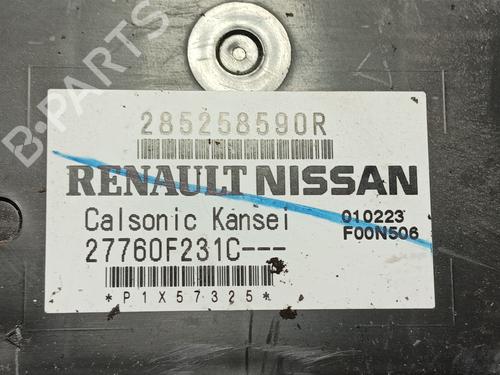 285258590R
RENAULT NISSAN
Calsonic Kansei 010223
27760F231C--- F00N506
*P1X57325*
B-PARTS